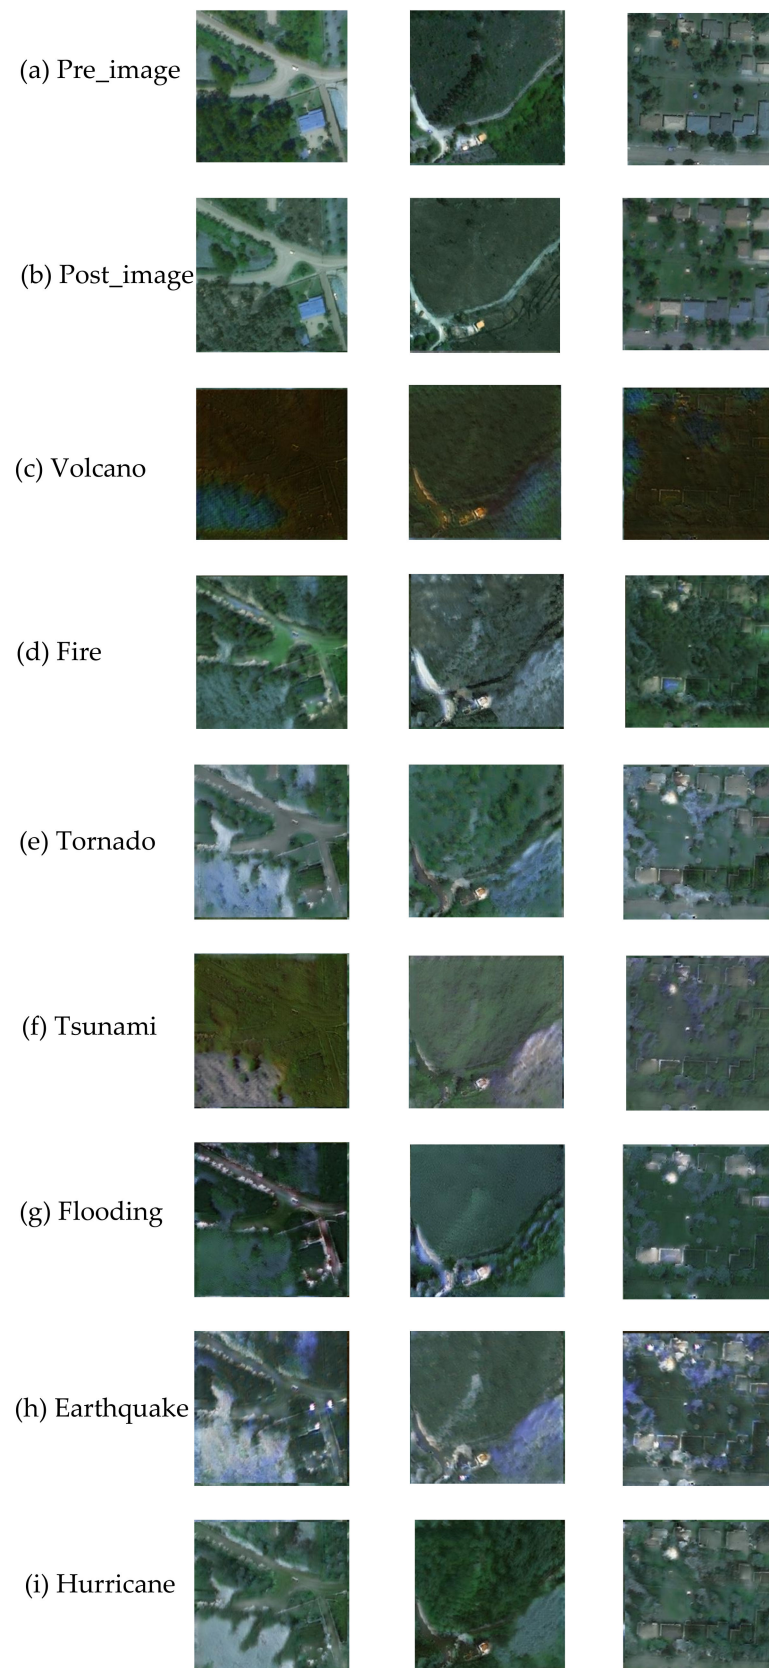 (a) Pre_image
(b) Post_image
(c) Volcano
(d) Fire
(e) Tornado
(f) Tsunami
(g) Flooding
(h) Earthquake
(i) Hurricane